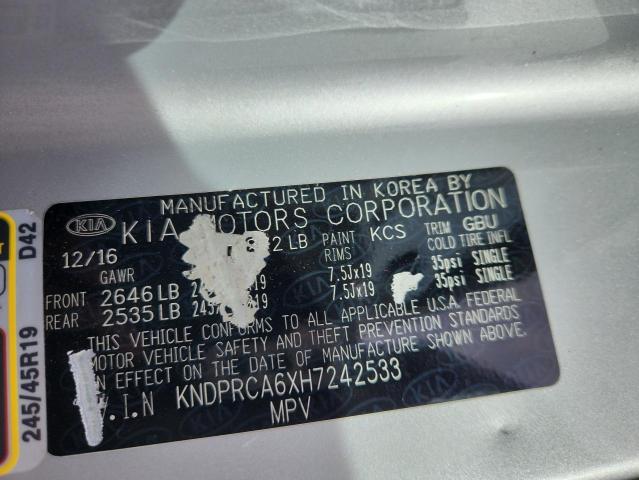 MANUFACTURED IN KOREA BY
KIA KIA MOTORS CORPORATION
12/16 2 LB PAINT KCS TRIM GBU
GAWR RIMS COLD TIRE INFL
FRONT 2646 LB 7.5Jx19 35psi SINGLE
REAR 2535 LB 7.5Jx19 35psi SINGLE
THIS VEHICLE CONFORMS TO ALL APPLICABLE U.S.A. FEDERAL
MOTOR VEHICLE SAFETY AND THEFT PREVENTION STANDARDS
IN EFFECT ON THE DATE OF MANUFACTURE SHOWN ABOVE.
V.I.N KNDPRCA6XH7242533
MPV
245/45R19 D42